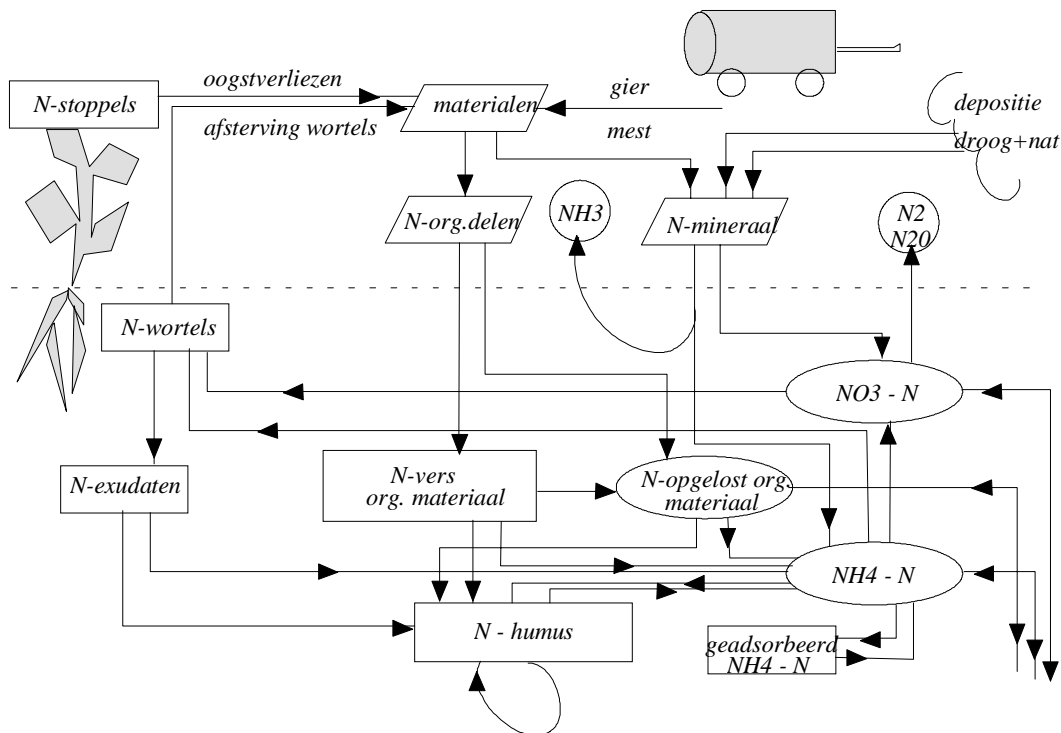 oogstverliezen
N-stoppels
materialen
gier
depositie
afsterving wortels
mest
droog+nat
NH3
N2
N20
N-org.delen
N-mineraal
N-wortels
NO3 - N
N-exudaten
N-vers
org. materiaal
N-opgelost org.
materiaal
NH4 - N
N - humus
geadsorbeerd
NH4 - N